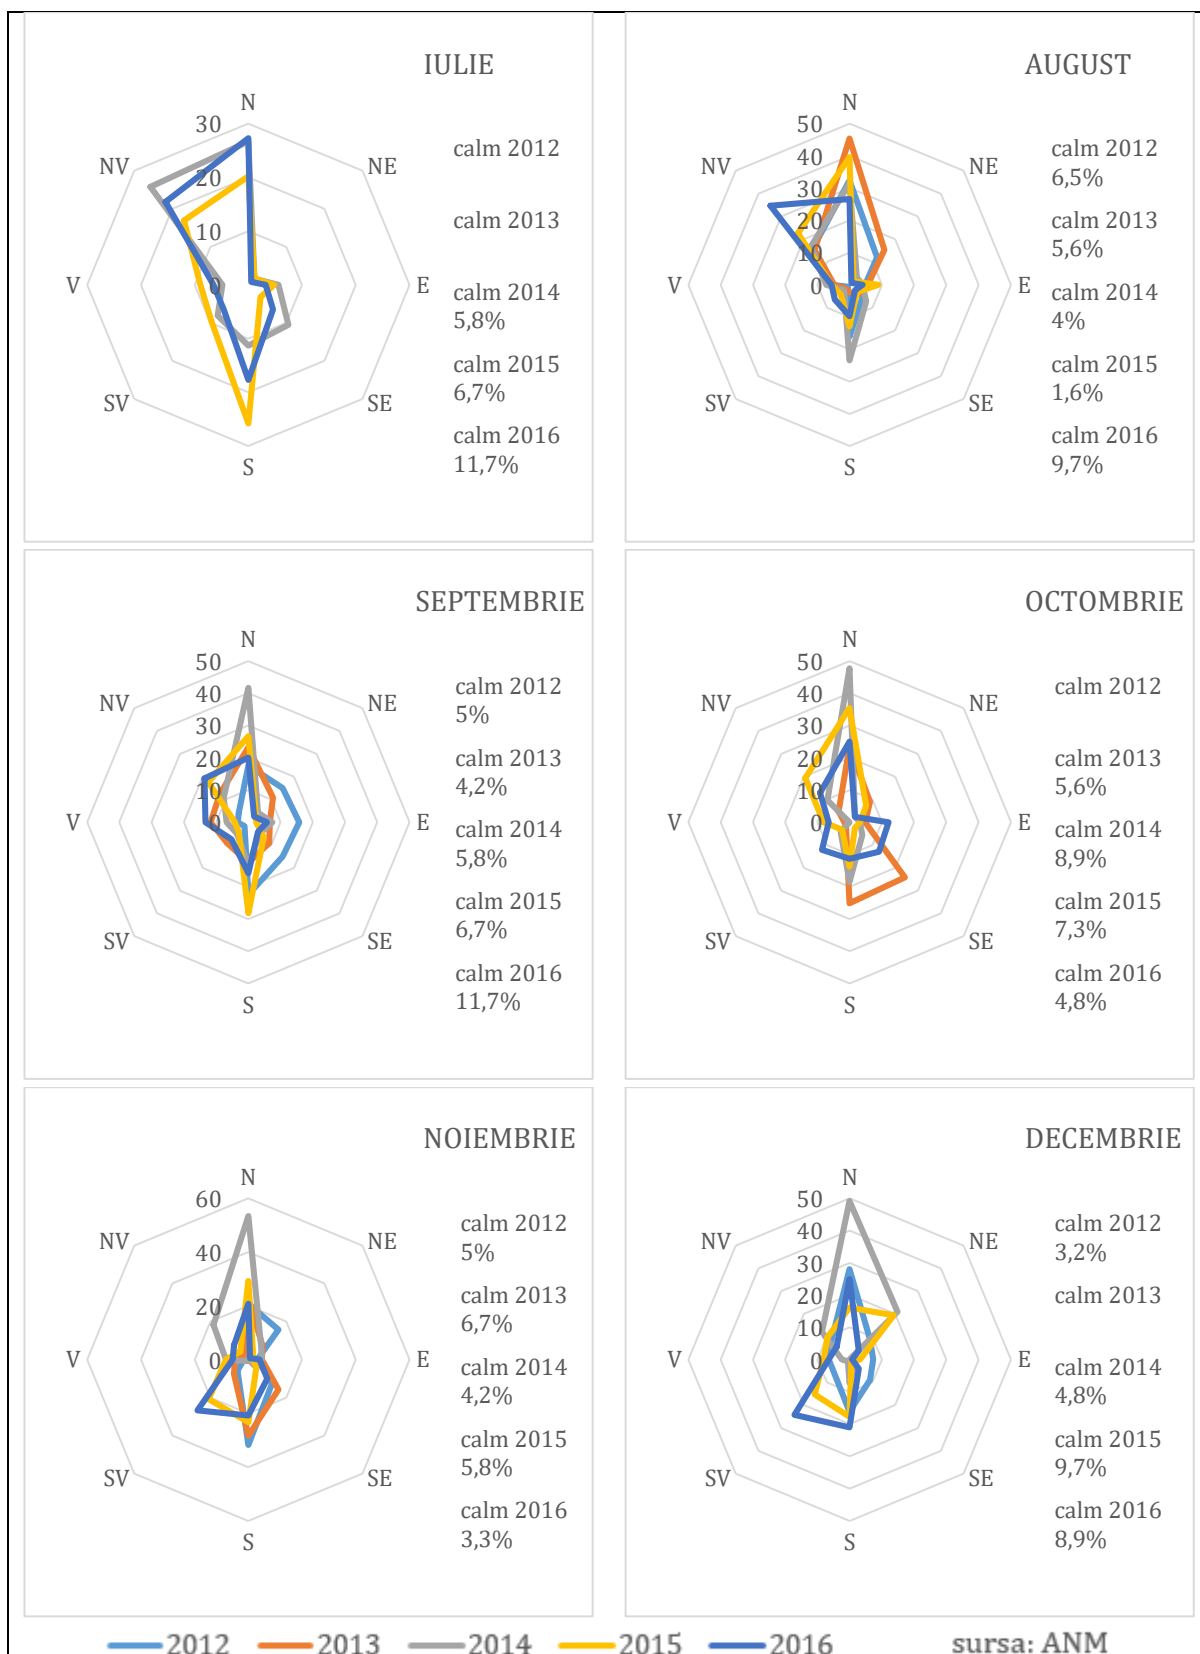 IULIE
N
30
NV
NE
20
10
V
0
E
SV
SE
S
calm 2012
calm 2013
calm 2014
5,8%
calm 2015
6,7%
calm 2016
11,7%
AUGUST
N
50
40
NV
NE
30
20
10
V
0
E
SV
SE
S
calm 2012
6,5%
calm 2013
5,6%
calm 2014
4%
calm 2015
1,6%
calm 2016
9,7%
SEPTEMBRIE
N
50
40
NV
NE
30
20
10
V
0
E
SV
SE
S
calm 2012
5%
calm 2013
4,2%
calm 2014
5,8%
calm 2015
6,7%
calm 2016
11,7%
OCTOMBRIE
N
50
40
NV
NE
30
20
10
V
0
E
SV
SE
S
calm 2012
calm 2013
5,6%
calm 2014
8,9%
calm 2015
7,3%
calm 2016
4,8%
NOIEMBRIE
N
60
NV
NE
40
20
V
0
E
SV
SE
S
calm 2012
5%
calm 2013
6,7%
calm 2014
4,2%
calm 2015
5,8%
calm 2016
3,3%
DECEMBRIE
N
50
40
NV
NE
30
20
10
V
0
E
SV
SE
S
calm 2012
3,2%
calm 2013
calm 2014
4,8%
calm 2015
9,7%
calm 2016
8,9%
2012 2013 2014 2015 2016 sursa: ANM